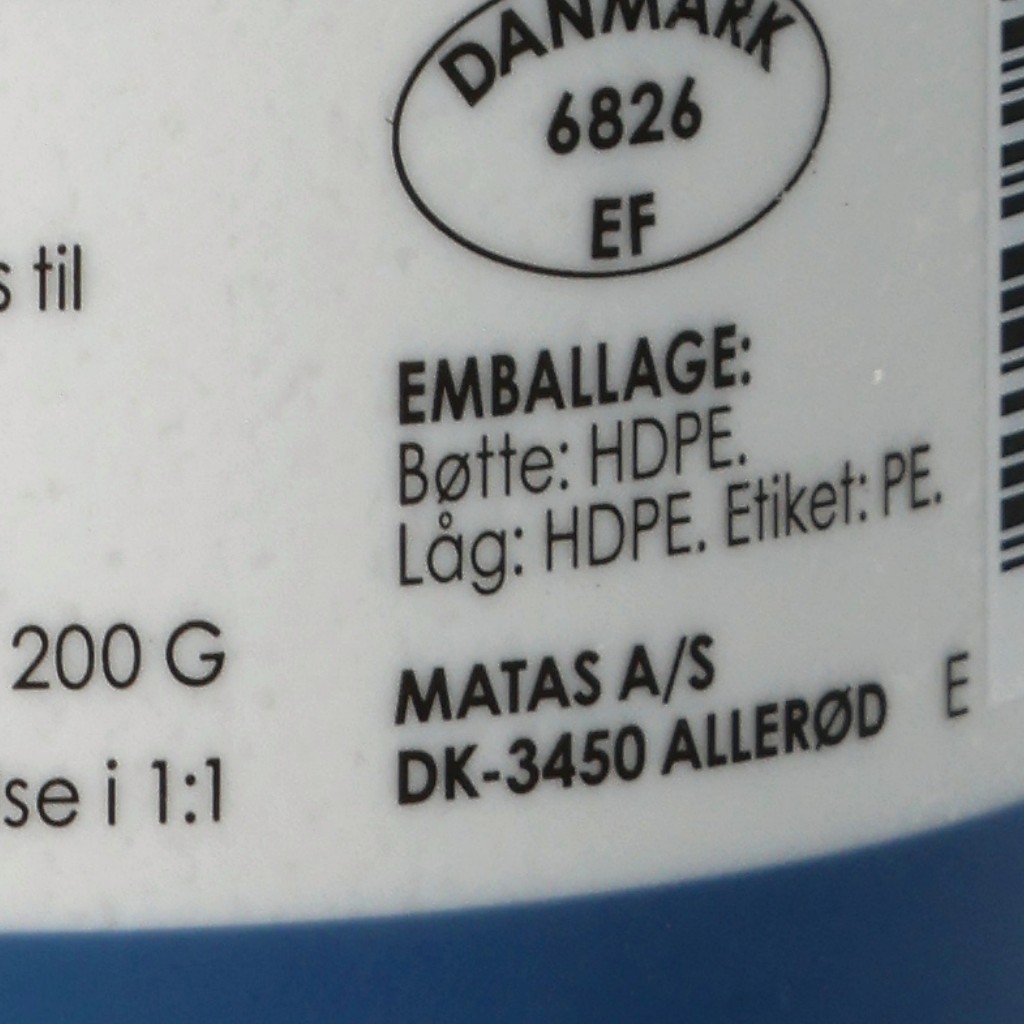 DANMARK
6826
EF
til
EMBALLAGE:
Bøtte: HDPE.
Låg: HDPE. Etiket: PE.
200 G
MATAS A/S
DK-3450 ALLERØD
E
se i 1:1